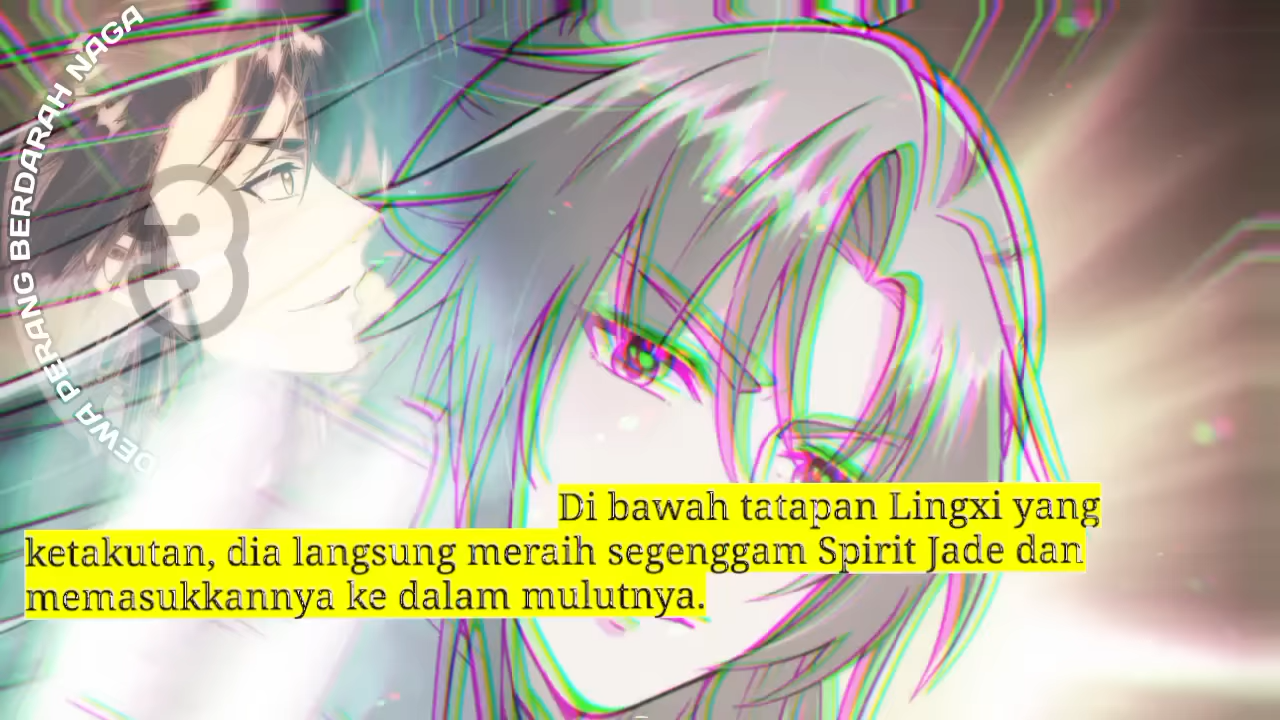 DEWA PERANG BERDARAH NAGA
Di bawah tatapan Lingxi yang
ketakutan, dia langsung meraih segenggam Spirit Jade dan
memasukkannya ke dalam mulutnya.